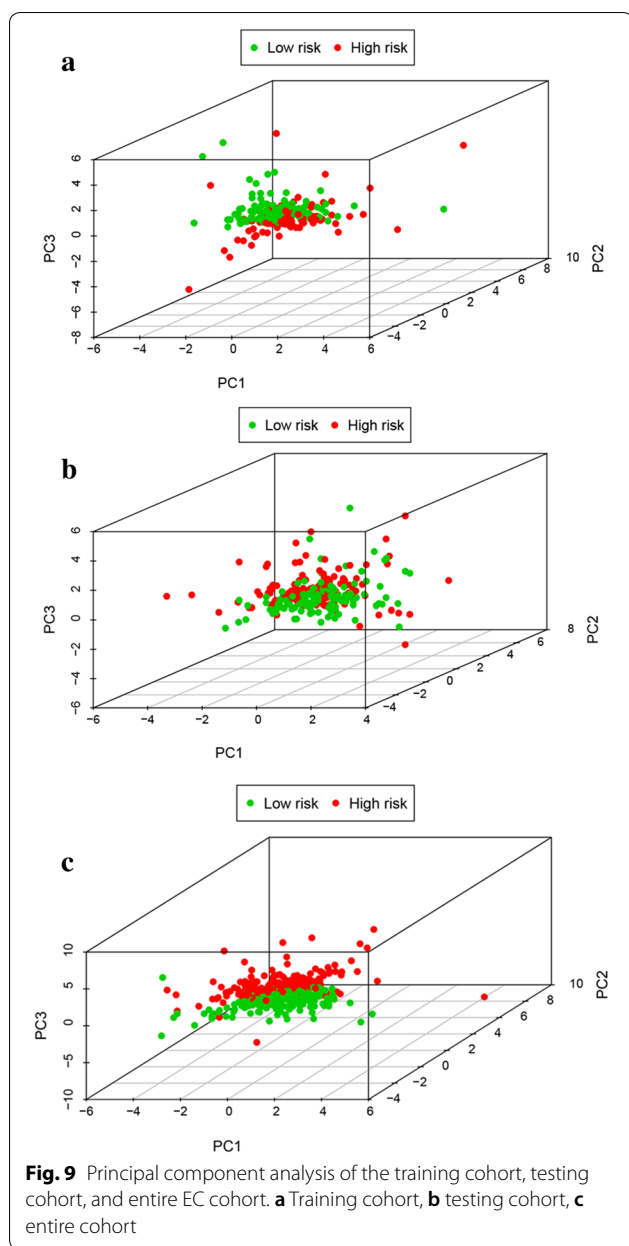 Low risk High risk
a
6
4
2
0
−2
−4
−6
−8
PC3
−6 −4 −2 0 2 4 6
PC1
−4 −2 0 2 4 6 8 10
PC2
Low risk High risk
b
6
4
2
0
−2
−4
−6
PC3
−6 −4 −2 0 2 4
PC1
−4 −2 0 2 4 6 8
PC2
Low risk High risk
c
10
5
0
−5
−10
PC3
−6 −4 −2 0 2 4 6
PC1
−4 −2 0 2 4 6 8 10
PC2
Fig. 9 Principal component analysis of the training cohort, testing
cohort, and entire EC cohort. a Training cohort, b testing cohort, c
entire cohort